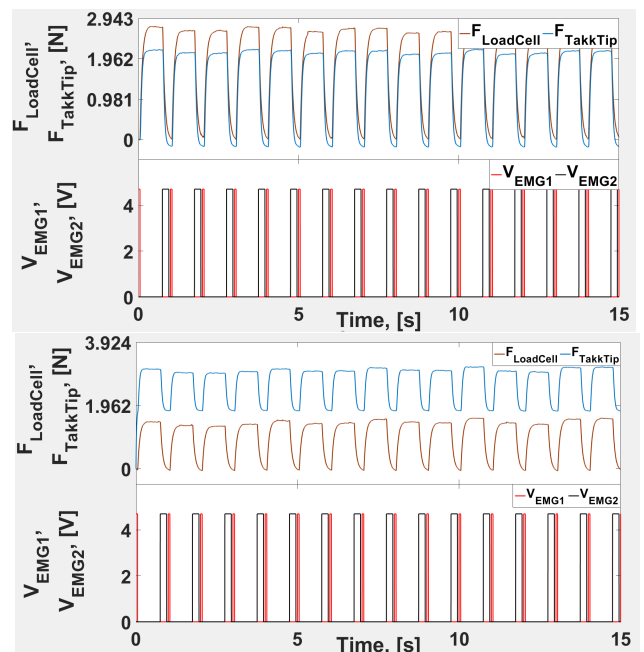 2.943
1.962
0.981
0
F_LoadCell, F_TakkTip, [N]
F_LoadCell F_TakkTip
4
2
0
V_EMG1, V_EMG2, [V]
V_EMG1 V_EMG2
0 5 10 15
Time, [s]
3.924
1.962
0
F_LoadCell, F_TakkTip, [N]
F_LoadCell F_TakkTip
4
2
0
V_EMG1, V_EMG2, [V]
V_EMG1 V_EMG2
0 5 10 15
Time, [s]